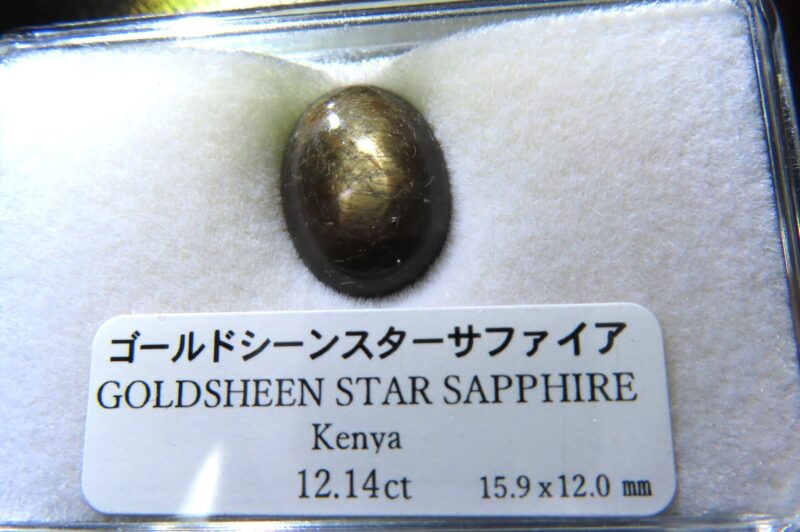 ゴールドシーンスターサファイア
GOLDSHEEN STAR SAPPHIRE
Kenya
12.14ct 15.9 x 12.0 ㎜